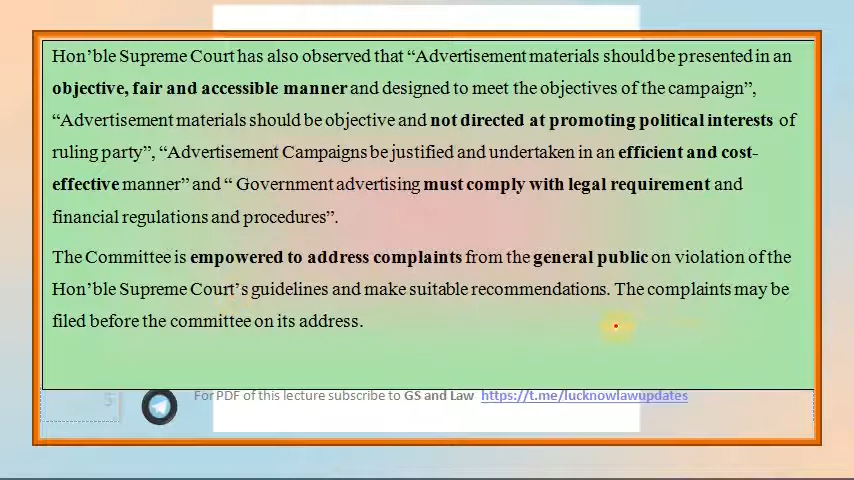 Hon’ble Supreme Court has also observed that “Advertisement materials should be presented in an
objective, fair and accessible manner and designed to meet the objectives of the campaign”,
“Advertisement materials should be objective and not directed at promoting political interests of
ruling party”, “Advertisement Campaigns be justified and undertaken in an efficient and cost-
effective manner” and “ Government advertising must comply with legal requirement and
financial regulations and procedures”.
The Committee is empowered to address complaints from the general public on violation of the
Hon’ble Supreme Court’s guidelines and make suitable recommendations. The complaints may be
filed before the committee on its address.
5
For PDF of this lecture subscribe to GS and Law https://t.me/lucknowlawupdates